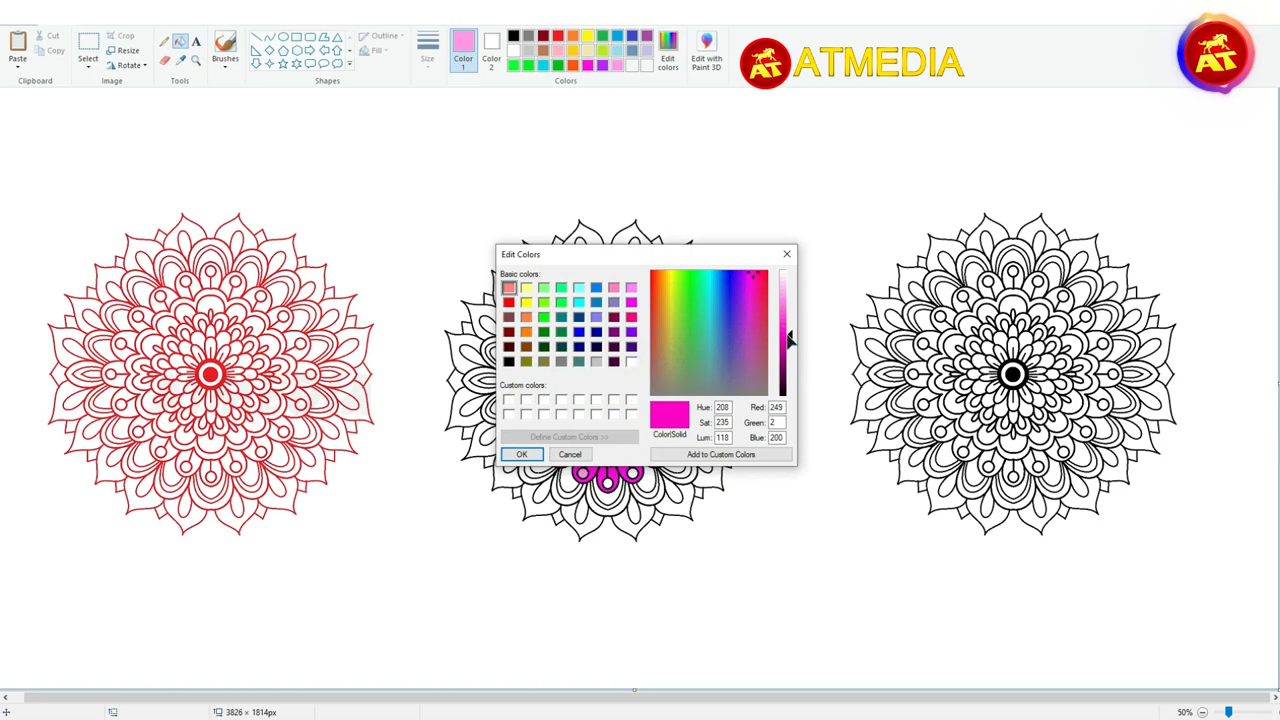 Paste
Cut
Copy
Clipboard
Select
Crop
Resize
Rotate
Image
A
Tools
Brushes
Shapes
Outline
Fill
Size
Color
1
Color
2
Edit
colors
Colors
Edit with
Paint 3D
AT ATMEDIA
AT
Edit Colors
Basic colors:
Custom colors:
Define Custom Colors >>
OK
Cancel
Color|Solid
Hue: 208
Sat: 235
Lum: 118
Red: 249
Green: 2
Blue: 200
Add to Custom Colors
3826 × 1814px
50%